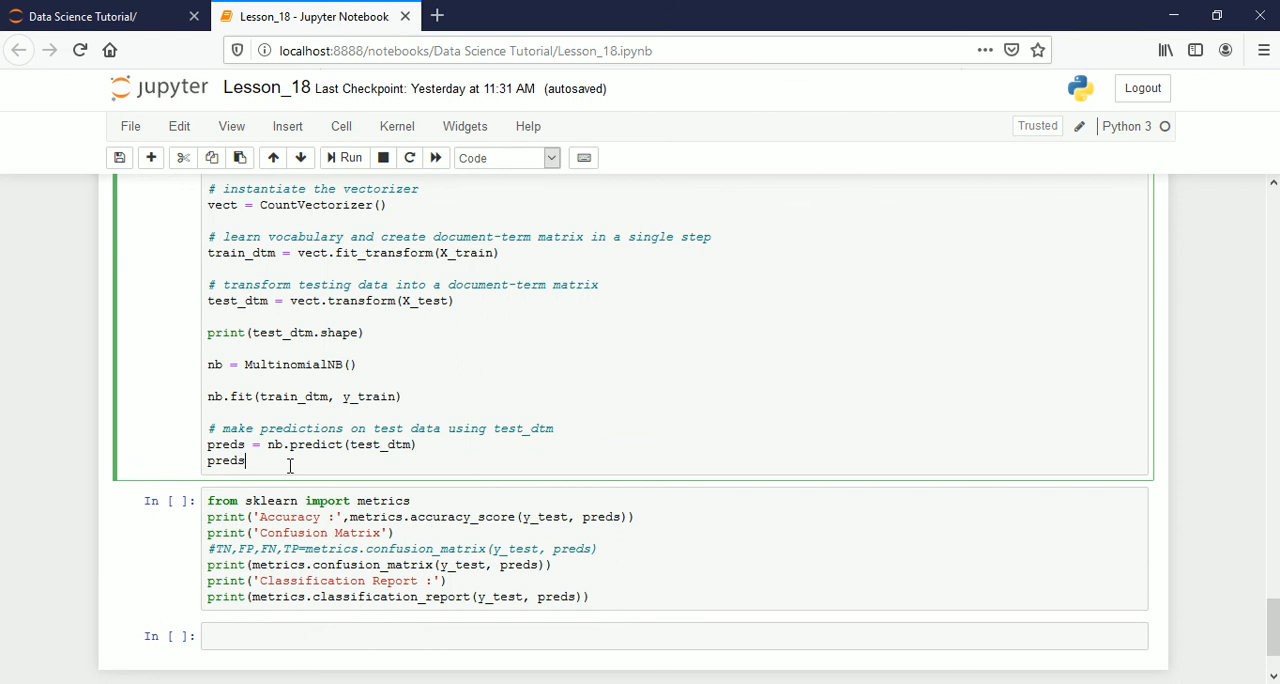 Data Science Tutorial/
Lesson_18 - Jupyter Notebook
localhost:8888/notebooks/Data Science Tutorial/Lesson_18.ipynb
jupyter Lesson_18 Last Checkpoint: Yesterday at 11:31 AM (autosaved)
Logout
File Edit View Insert Cell Kernel Widgets Help
Trusted Python 3
Run Code
# instantiate the vectorizer
vect = CountVectorizer()
# learn vocabulary and create document-term matrix in a single step
train_dtm = vect.fit_transform(X_train)
# transform testing data into a document-term matrix
test_dtm = vect.transform(X_test)
print(test_dtm.shape)
nb = MultinomialNB()
nb.fit(train_dtm, y_train)
# make predictions on test data using test_dtm
preds = nb.predict(test_dtm)
preds
In [ ]: from sklearn import metrics
print('Accuracy :',metrics.accuracy_score(y_test, preds))
print('Confusion Matrix')
#TN,FP,FN,TP=metrics.confusion_matrix(y_test, preds)
print(metrics.confusion_matrix(y_test, preds))
print('Classification Report :')
print(metrics.classification_report(y_test, preds))
In [ ]: